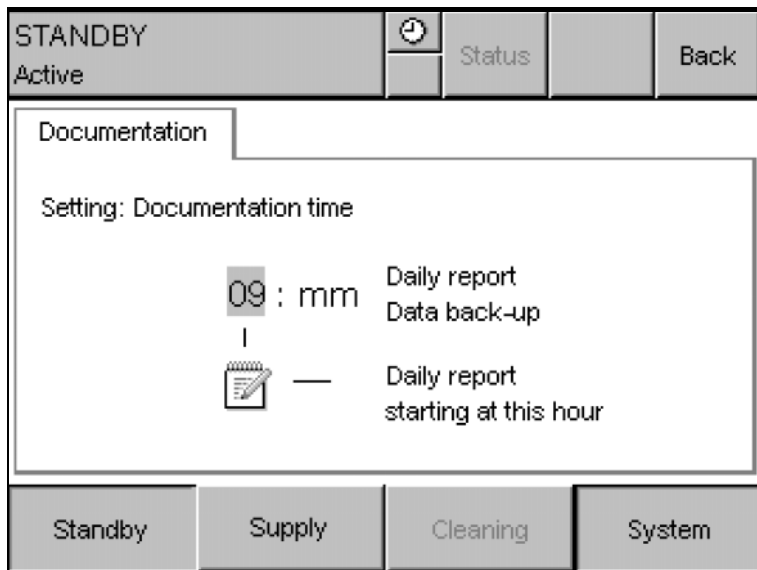 STANDBY
Active
Status
Back
Documentation
Setting: Documentation time
09 : mm
Daily report
Data back-up
Daily report
starting at this hour
Standby
Supply
Cleaning
System